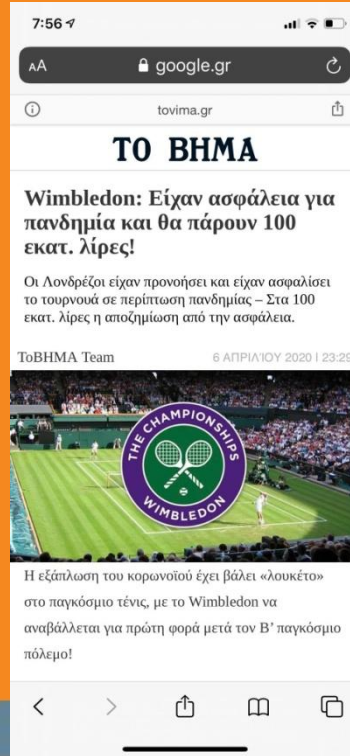 7:56
AA
google.gr
tovima.gr
ΤΟ ΒΗΜΑ
Wimbledon: Είχαν ασφάλεια για
πανδημία και θα πάρουν 100
εκατ. λίρες!
Οι Λονδρέζοι είχαν προνοήσει και είχαν ασφαλίσει
το τουρνουά σε περίπτωση πανδημίας – Στα 100
εκατ. λίρες η αποζημίωση από την ασφάλεια.
ToBHMA Team
6 ΑΠΡΙΛΊΟΥ 2020 | 23:29
THE CHAMPIONSHIPS
WIMBLEDON
Η εξάπλωση του κορωνοϊού έχει βάλει «λουκέτο»
στο παγκόσμιο τένις, με το Wimbledon να
αναβάλλεται για πρώτη φορά μετά τον Β’ παγκόσμιο
πόλεμο!